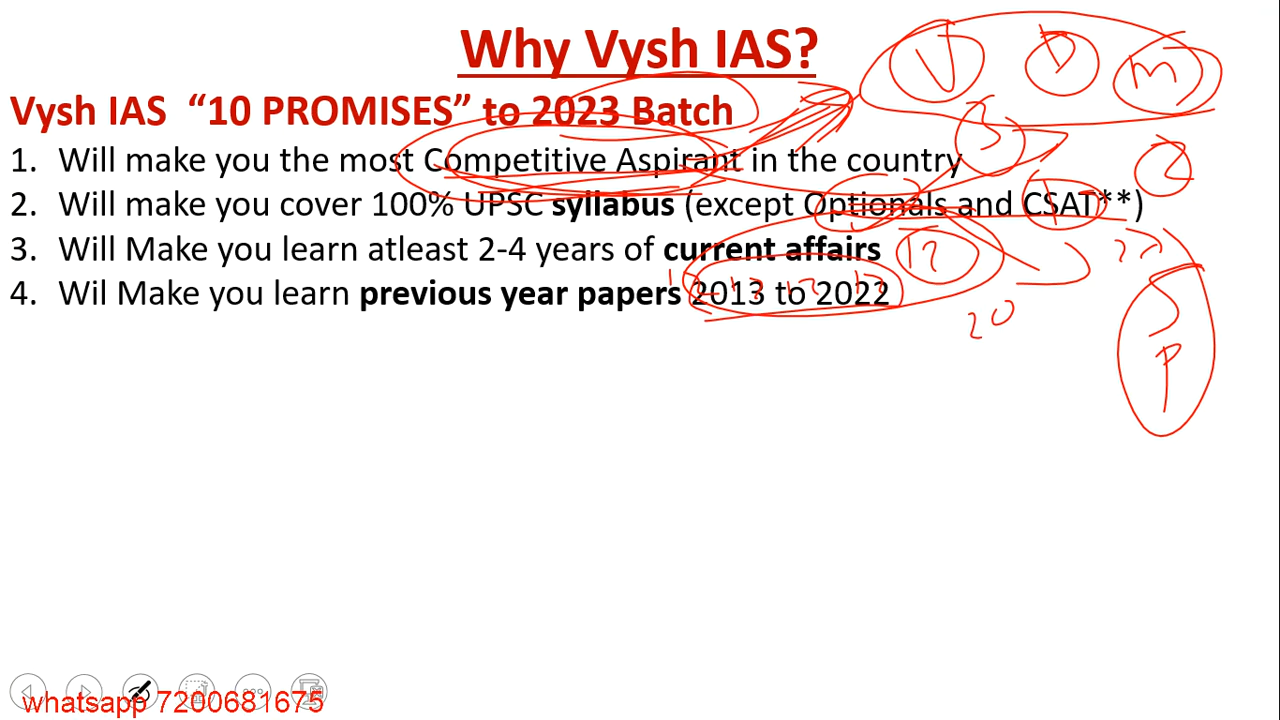 Why Vysh IAS?
Vysh IAS “10 PROMISES” to 2023 Batch
1. Will make you the most Competitive Aspirant in the country
2. Will make you cover 100% UPSC syllabus (except Optionals and CSAT**)
3. Will Make you learn atleast 2-4 years of current affairs
4. Wil Make you learn previous year papers 2013 to 2022
V
m
3
2
20
P
whatsapp 7200681675